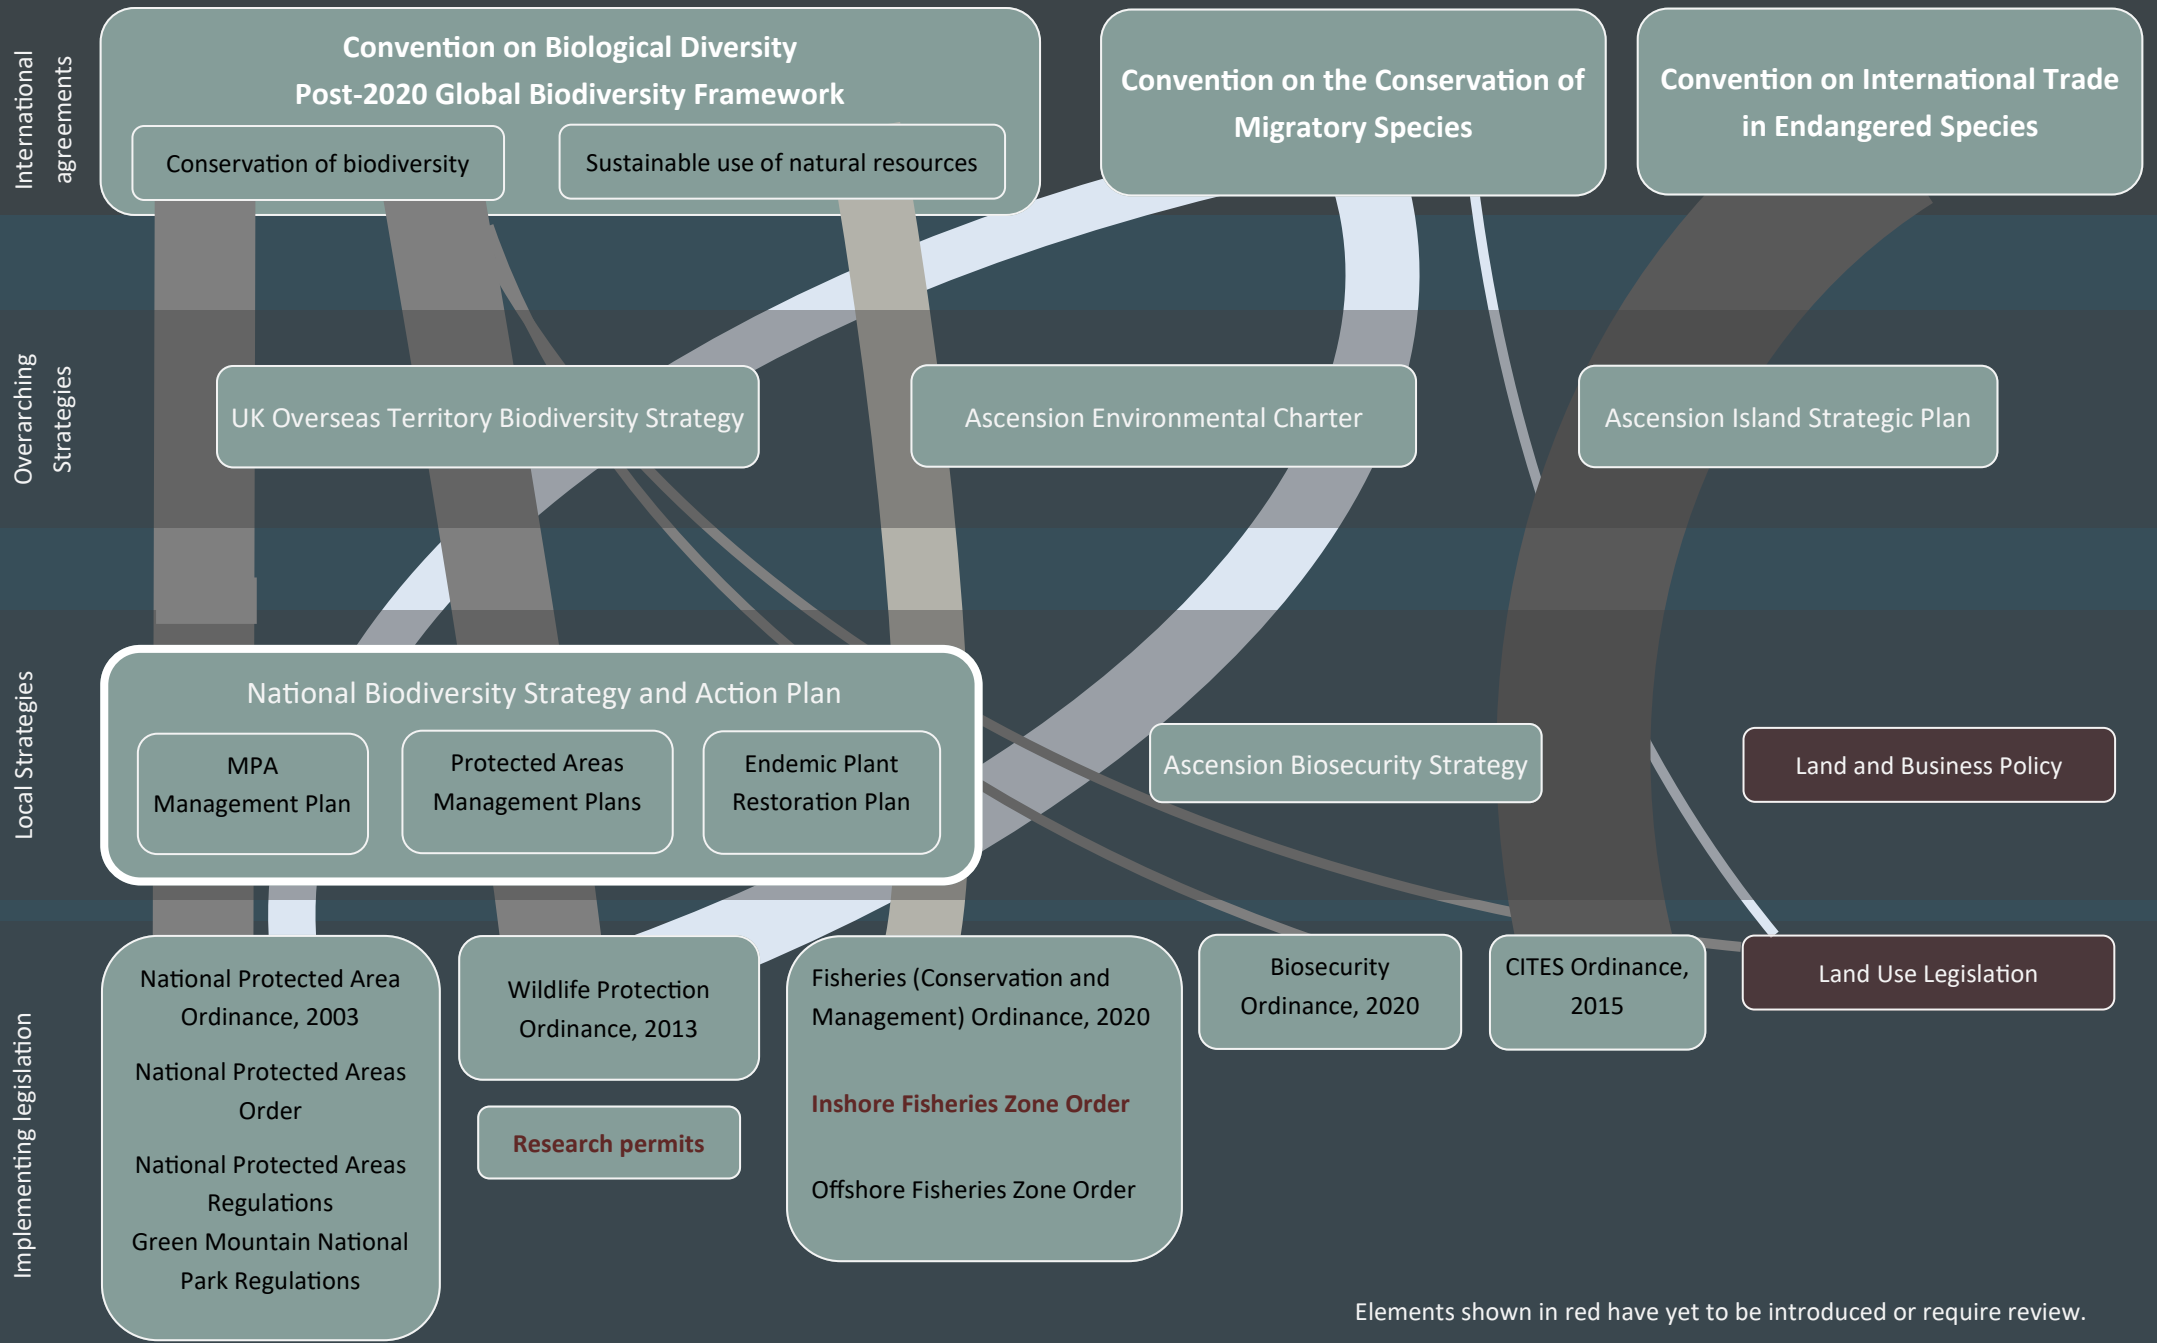 International
agreements
Convention on Biological Diversity
Post-2020 Global Biodiversity Framework
Conservation of biodiversity
Sustainable use of natural resources
Convention on the Conservation of
Migratory Species
Convention on International Trade
in Endangered Species
Overarching
Strategies
UK Overseas Territory Biodiversity Strategy
Ascension Environmental Charter
Ascension Island Strategic Plan
Local Strategies
National Biodiversity Strategy and Action Plan
MPA
Management Plan
Protected Areas
Management Plans
Endemic Plant
Restoration Plan
Ascension Biosecurity Strategy
Land and Business Policy
Implementing legislation
National Protected Area
Ordinance, 2003
National Protected Areas
Order
National Protected Areas
Regulations
Green Mountain National
Park Regulations
Wildlife Protection
Ordinance, 2013
Research permits
Fisheries (Conservation and
Management) Ordinance, 2020
Inshore Fisheries Zone Order
Offshore Fisheries Zone Order
Biosecurity
Ordinance, 2020
CITES Ordinance,
2015
Land Use Legislation
Elements shown in red have yet to be introduced or require review.